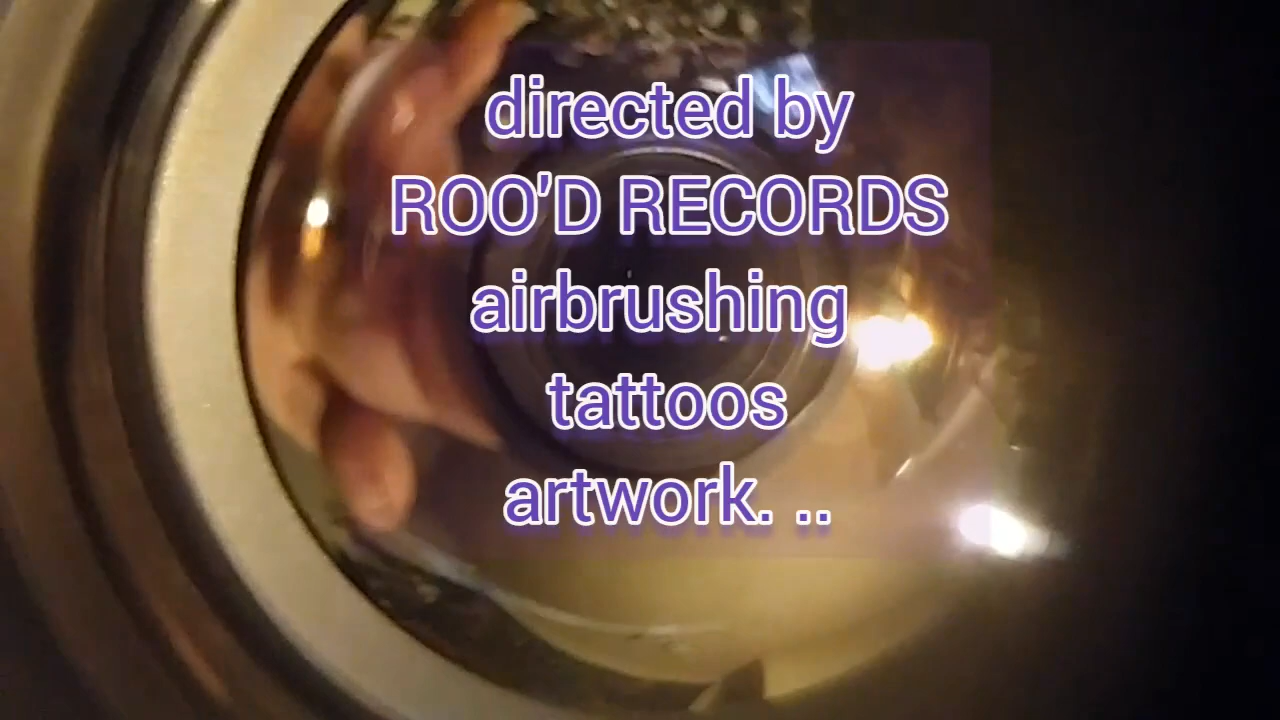 directed by
ROO'D RECORDS
airbrushing
tattoos
artwork. ..